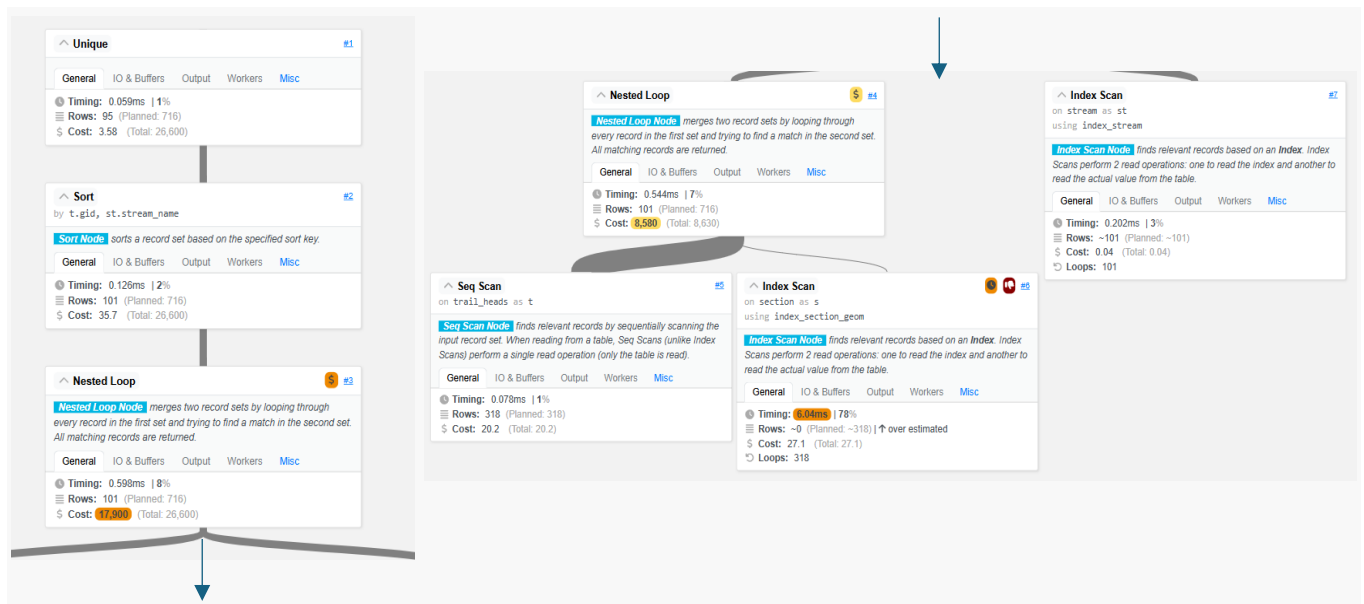 Unique #1
General IO & Buffers Output Workers Misc
Timing: 0.059ms | 1%
Rows: 95 (Planned: 716)
$ Cost: 3.58 (Total: 26,600)
Sort #2
by t.gid, st.stream_name
Sort Node sorts a record set based on the specified sort key.
General IO & Buffers Output Workers Misc
Timing: 0.126ms | 2%
Rows: 101 (Planned: 716)
$ Cost: 35.7 (Total: 26,600)
Nested Loop $ #3
Nested Loop Node merges two record sets by looping through
every record in the first set and trying to find a match in the second set.
All matching records are returned.
General IO & Buffers Output Workers Misc
Timing: 0.598ms | 8%
Rows: 101 (Planned: 716)
$ Cost: 17,900 (Total: 26,600)
Nested Loop $ #4
Nested Loop Node merges two record sets by looping through
every record in the first set and trying to find a match in the second set.
All matching records are returned.
General IO & Buffers Output Workers Misc
Timing: 0.544ms | 7%
Rows: 101 (Planned: 716)
$ Cost: 8,580 (Total: 8,630)
Seq Scan #5
on trail_heads as t
Seq Scan Node finds relevant records by sequentially scanning the
input record set. When reading from a table, Seq Scans (unlike Index
Scans) perform a single read operation (only the table is read).
General IO & Buffers Output Workers Misc
Timing: 0.078ms | 1%
Rows: 318 (Planned: 318)
$ Cost: 20.2 (Total: 20.2)
Index Scan #6
on section as s
using index_section_geom
Index Scan Node finds relevant records based on an Index. Index
Scans perform 2 read operations: one to read the index and another to
read the actual value from the table.
General IO & Buffers Output Workers Misc
Timing: 6.04ms | 78%
Rows: ~0 (Planned: ~318) | ↑ over estimated
$ Cost: 27.1 (Total: 27.1)
Loops: 318
Index Scan #7
on stream as st
using index_stream
Index Scan Node finds relevant records based on an Index. Index
Scans perform 2 read operations: one to read the index and another to read
the actual value from the table.
General IO & Buffers Output Workers Misc
Timing: 0.202ms | 3%
Rows: ~101 (Planned: ~101)
$ Cost: 0.04 (Total: 0.04)
Loops: 101